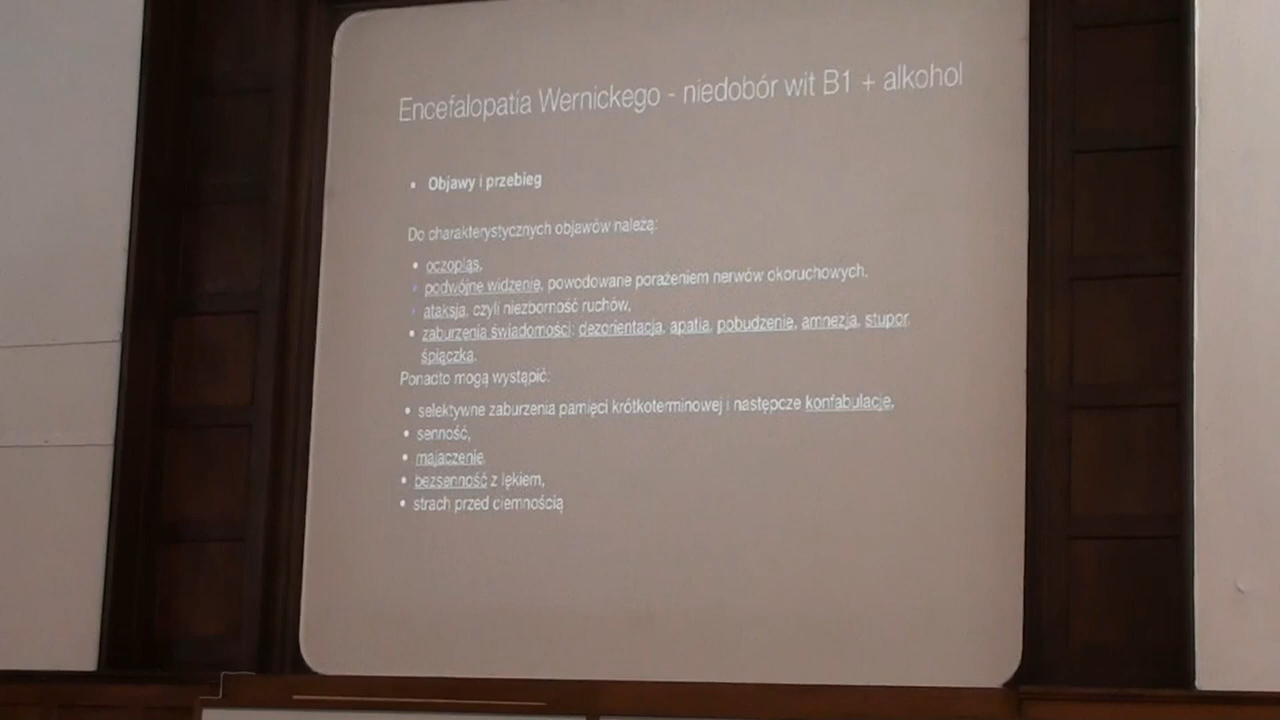 Encefalopatia Wernickego - niedobór wit B1 + alkohol
• Objawy i przebieg
Do charakterystycznych objawów należą:
• oczopląs,
• podwójne widzenie, powodowane porażeniem nerwów okoruchowych,
• ataksja, czyli niezborność ruchów,
• zaburzenia świadomości: dezorientacja, apatia, pobudzenie, amnezja, stupor,
śpiączka.
Ponadto mogą wystąpić:
• selektywne zaburzenia pamięci krótkoterminowej i następcze konfabulacje,
• senność,
• majaczenie,
• bezsenność z lękiem,
• strach przed ciemnością